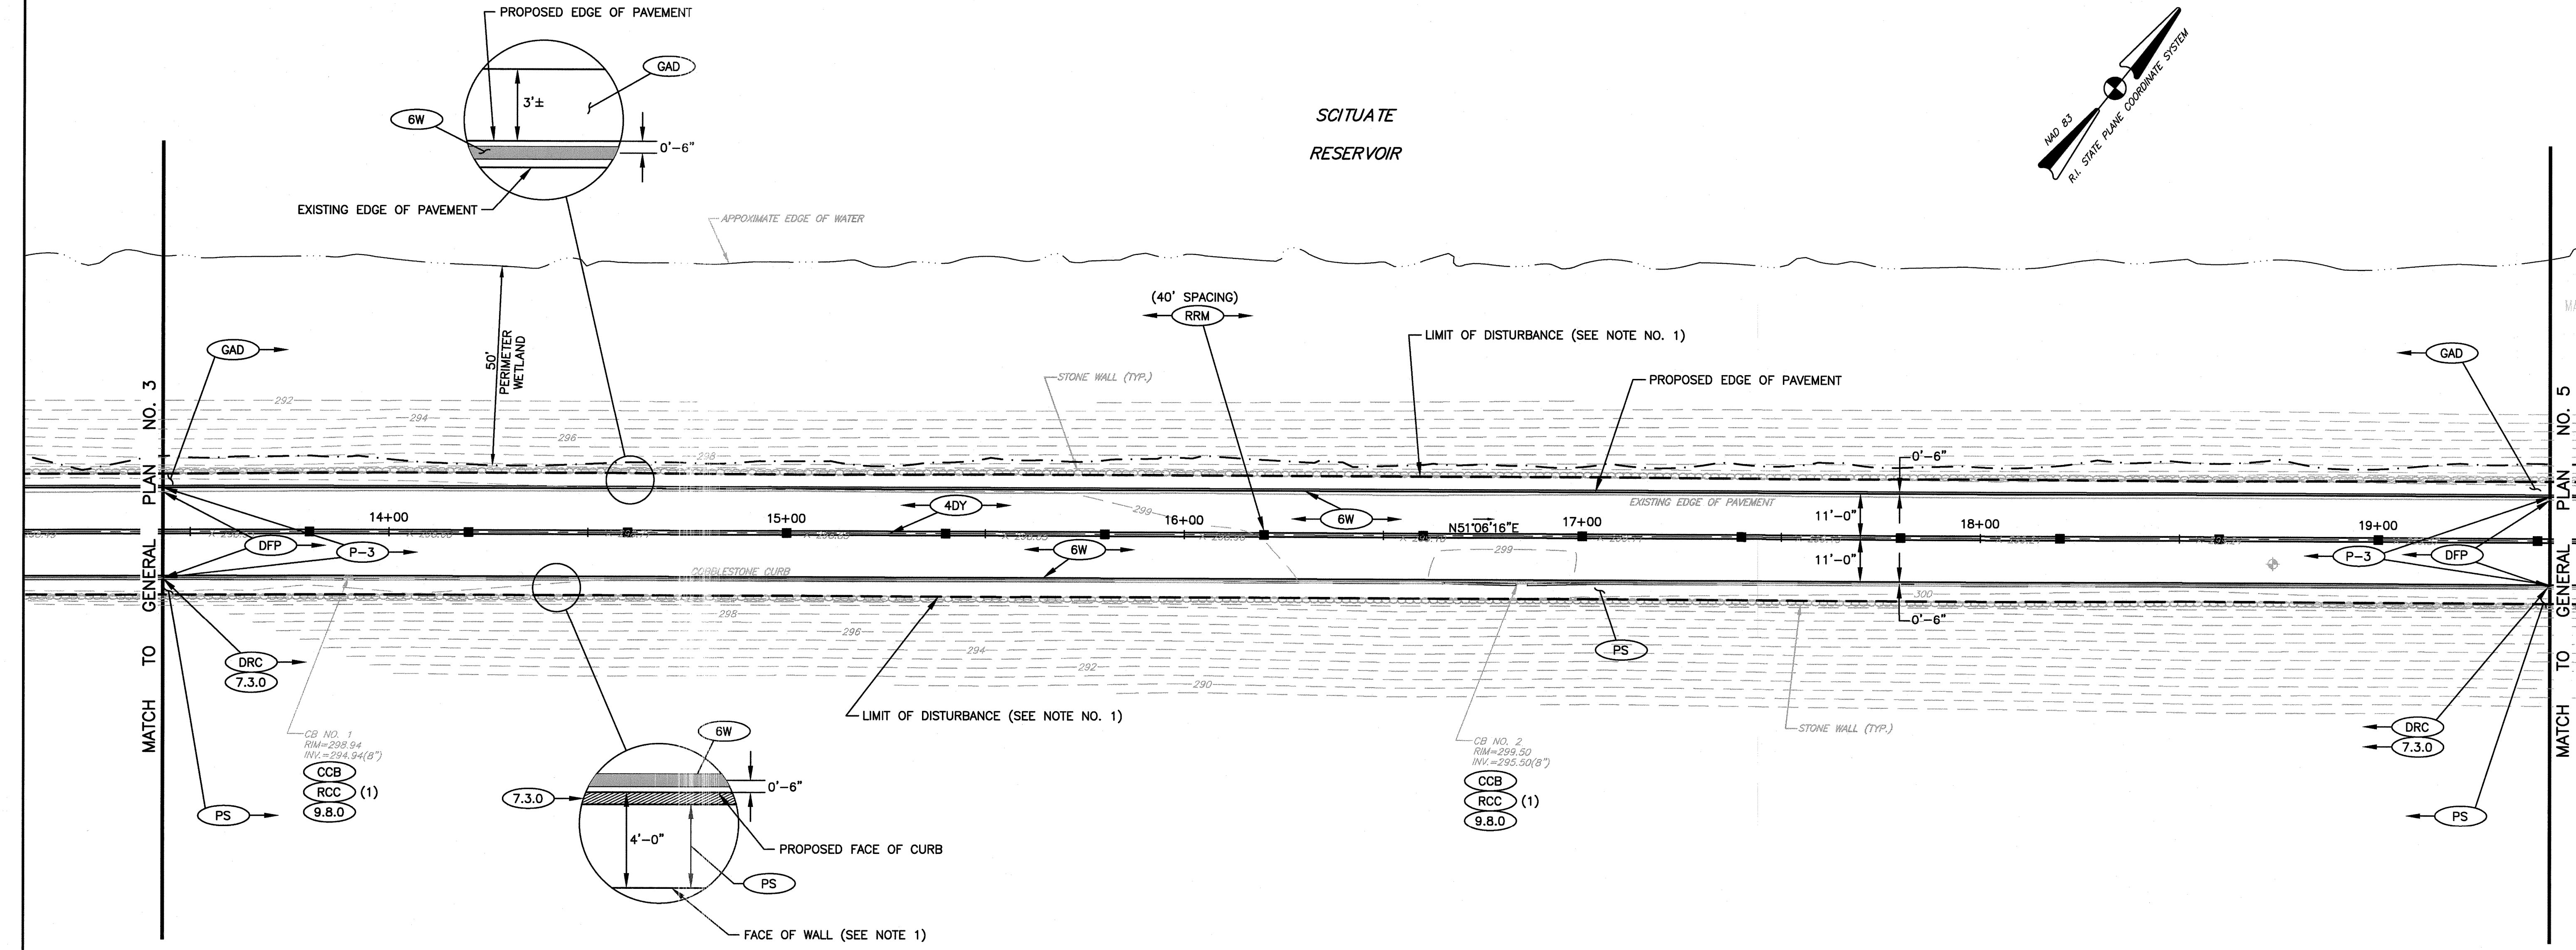 PROPOSED EDGE OF PAVEMENT
GAD
3'±
6W
0'-6"
EXISTING EDGE OF PAVEMENT
SCITUATE
RESERVOIR
NAD 83
R.I. STATE PLANE COORDINATE SYSTEM
APPOXIMATE EDGE OF WATER
(40' SPACING)
RRM
LIMIT OF DISTURBANCE (SEE NOTE NO. 1)
GAD
50'
PERIMETER
WETLAND
STONE WALL (TYP.)
PROPOSED EDGE OF PAVEMENT
GAD
292
294
296
298
MATCH TO GENERAL PLAN NO. 3
MATCH TO GENERAL PLAN NO. 5
0'-6"
EXISTING EDGE OF PAVEMENT
4DY
299
6W
11'-0"
14+00
15+00
16+00
N51°06'16"E
17+00
18+00
19+00
DFP
P-3
6W
299
11'-0"
P-3
DFP
COBBLESTONE CURB
300
0'-6"
298
296
294
292
290
PS
DRC
7.3.0
LIMIT OF DISTURBANCE (SEE NOTE NO. 1)
STONE WALL (TYP.)
DRC
7.3.0
CB NO. 1
RIM=298.94
INV.=294.94(8")
CCB
RCC (1)
9.8.0
CB NO. 2
RIM=299.50
INV.=295.50(8")
CCB
RCC (1)
9.8.0
PS
PS
6W
0'-6"
7.3.0
4'-0"
PROPOSED FACE OF CURB
PS
FACE OF WALL (SEE NOTE 1)